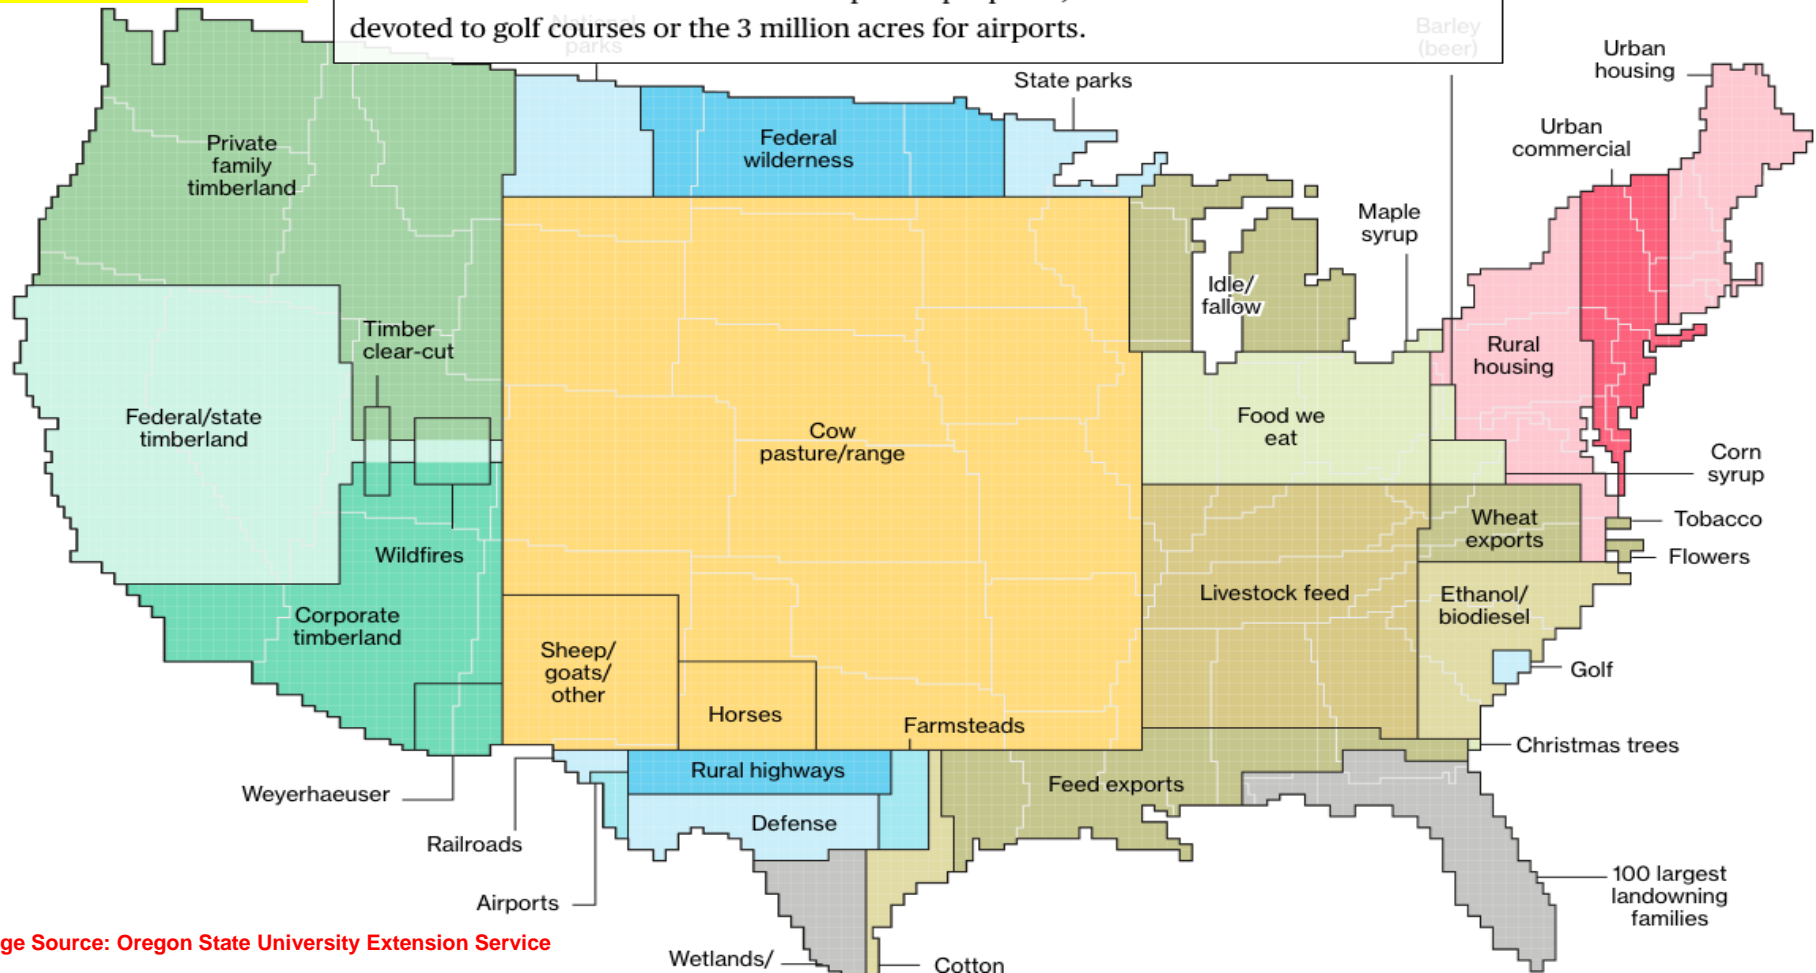 devoted to golf courses or the 3 million acres for airports.
National
parks
Barley
(beer)
Urban
housing
State parks
Urban
commercial
Federal
wilderness
Private
family
timberland
Maple
syrup
Idle/
fallow
Timber
clear-cut
Rural
housing
Federal/state
timberland
Food we
eat
Cow
pasture/range
Corn
syrup
Wheat
exports
Tobacco
Flowers
Wildfires
Livestock feed
Ethanol/
biodiesel
Corporate
timberland
Sheep/
goats/
other
Golf
Horses
Farmsteads
Christmas trees
Rural highways
Feed exports
Weyerhaeuser
Defense
Railroads
100 largest
landowning
families
Airports
ge Source: Oregon State University Extension Service
Wetlands/
Cotton